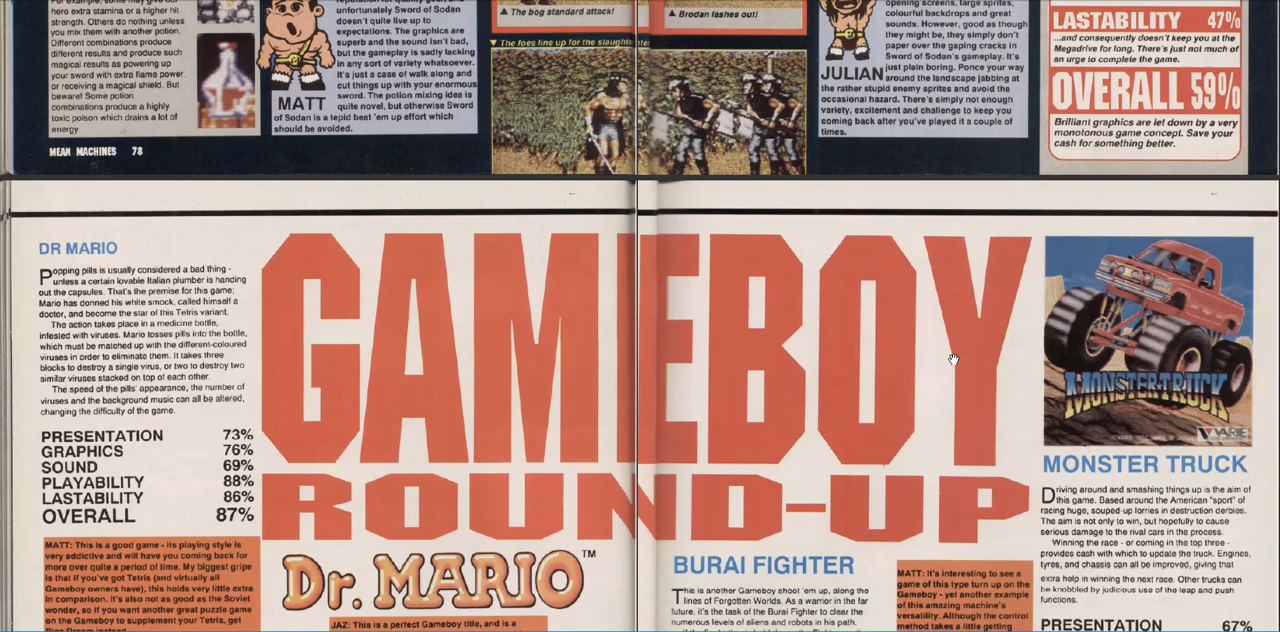 For example, some may give our
hero extra stamina or a higher hit
strength. Others do nothing unless
you mix them with another potion.
Different combinations produce
different results and produce such
magical results as powering up
your sword with extra flame power,
or receiving a magical shield. But
beware! Some potion
combinations produce a highly
toxic poison which drains a lot of
energy
MATT
unfortunately Sword of Sodan
doesn't quite live up to
expectations. The graphics are
superb and the sound isn't bad,
but the gameplay is sadly lacking
in any sort of variety whatsoever.
It's just a case of walk along and
cut things up with your enormous
sword. The potion mixing idea is
quite novel, but otherwise Sword
of Sodan is a tepid beat 'em up effort which
should be avoided.
MEAN MACHINES 78
▲ The bog standard attack!
▲ Brodan lashes out!
▼ The foes line up for the slaughter
JULIAN
opening screens, large sprites,
colourful backdrops and great
sounds. However, good as though
they might be, they simply don't
paper over the gaping cracks in
Sword of Sodan's gameplay. It's
just plain boring. Ponce your way
around the landscape jabbing at
the rather stupid enemy sprites and avoid the
occasional hazard. There's simply not enough
variety, excitement and challenge to keep you
coming back after you've played it a couple of
times.
LASTABILITY 47%
...and consequently doesn't keep you at the
Megadrive for long. There's just not much of
an urge to complete the game.
OVERALL 59%
Brilliant graphics are let down by a very
monotonous game concept. Save your
cash for something better.
GAMEBOY
ROUND-UP
DR MARIO
Popping pills is usually considered a bad thing -
unless a certain lovable Italian plumber is handing
out the capsules. That's the premise for this game;
Mario has donned his white smock, called himself a
doctor, and become the star of this Tetris variant.
The action takes place in a medicine bottle,
infested with viruses. Mario tosses pills into the bottle,
which must be matched up with the different-coloured
viruses in order to eliminate them. It takes three
blocks to destroy a single virus, or two to destroy two
similar viruses stacked on top of each other.
The speed of the pills' appearance, the number of
viruses and the background music can all be altered,
changing the difficulty of the game.
PRESENTATION 73%
GRAPHICS 76%
SOUND 69%
PLAYABILITY 88%
LASTABILITY 86%
OVERALL 87%
MATT: This is a good game - its playing style is
very addictive and will have you coming back for
more over quite a period of time. My biggest gripe
is that if you've got Tetris (and virtually all
Gameboy owners have), this holds very little extra
in comparison. It's also not as good as the Soviet
wonder, so if you want another great puzzle game
on the Gameboy to supplement your Tetris, get
Dr. MARIO™
JAZ: This is a perfect Gameboy title, and is a
BURAI FIGHTER
This is another Gameboy shoot 'em up, along the
lines of Forgotten Worlds. As a warrior in the far
future, it's the task of the Burai Fighter to clear the
numerous levels of aliens and robots in his path.
MATT: It's interesting to see a
game of this type turn up on the
Gameboy - yet another example
of this amazing machine's
versatility. Although the control
method takes a little getting
MONSTER TRUCK
VARIE
MONSTER TRUCK
Driving around and smashing things up is the aim of
this game. Based around the American "sport" of
racing huge, souped-up lorries in destruction derbies.
The aim is not only to win, but hopefully to cause
serious damage to the rival cars in the process.
Winning the race - or coming in the top three -
provides cash with which to update the truck. Engines,
tyres, and chassis can all be improved, giving that
extra help in winning the next race. Other trucks can
be knobbled by judicious use of the leap and push
functions.
PRESENTATION 67%